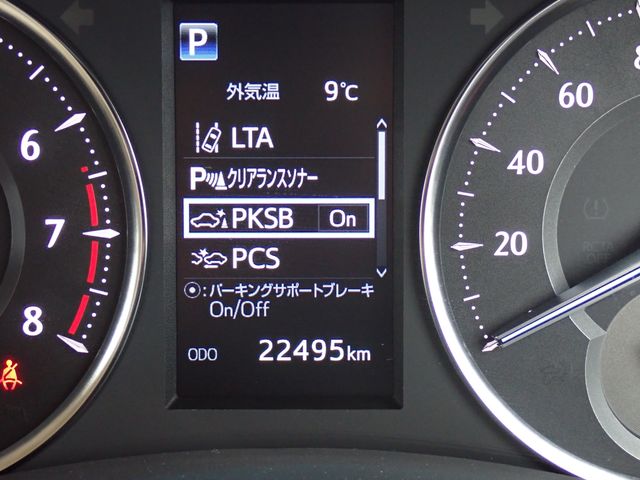 P
外気温 9℃
LTA
P クリアランスソナー
PKSB On
PCS
:パーキングサポートブレーキ
On/Off
ODO 22495km
6
7
8
60
40
20
RCTA
OFF